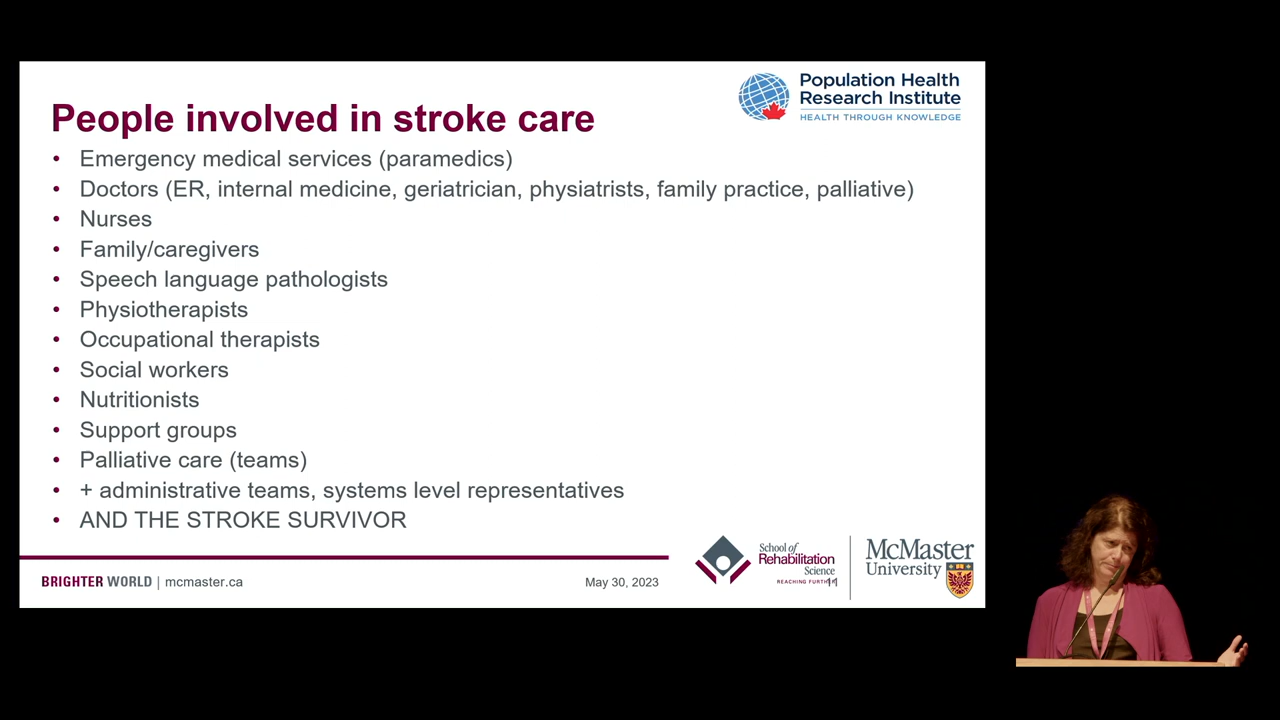 Population Health
Research Institute
HEALTH THROUGH KNOWLEDGE
People involved in stroke care
• Emergency medical services (paramedics)
• Doctors (ER, internal medicine, geriatrician, physiatrists, family practice, palliative)
• Nurses
• Family/caregivers
• Speech language pathologists
• Physiotherapists
• Occupational therapists
• Social workers
• Nutritionists
• Support groups
• Palliative care (teams)
• + administrative teams, systems level representatives
• AND THE STROKE SURVIVOR
BRIGHTER WORLD | mcmaster.ca
May 30, 2023
School of
Rehabilitation
Science
REACHING FURTHER
11
McMaster
University